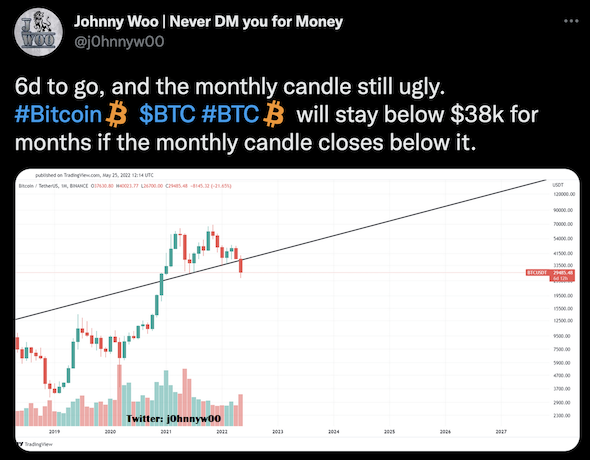 Johnny Woo | Never DM you for Money
@j0hnnyw00
6d to go, and the monthly candle still ugly.
#Bitcoin $BTC #BTC will stay below $38k for
months if the monthly candle closes below it.
published on TradingView.com, May 25, 2022 12:14 UTC
Bitcoin / TetherUS, 1M, BINANCE O37630.80 H40023.77 L26700.00 C29485.48 -8145.32 (-21.65%)
USDT
120000.00
90000.00
70000.00
54000.00
41500.00
32500.00
BTCUSDT 29485.48
6d 12h
19500.00
15500.00
12500.00
9500.00
7500.00
5900.00
4700.00
3700.00
2900.00
2300.00
Twitter: j0hnnyw00
2019 2020 2021 2022 2023 2024 2025 2026 2027
TradingView